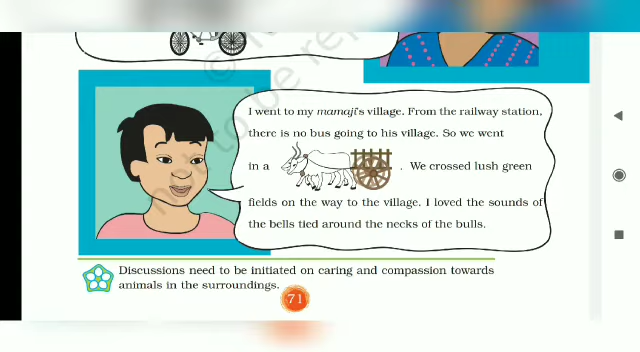 I went to my mamaji's village. From the railway station,
there is no bus going to his village. So we went
in a . We crossed lush green
fields on the way to the village. I loved the sounds of
the bells tied around the necks of the bulls.
Discussions need to be initiated on caring and compassion towards
animals in the surroundings.
71